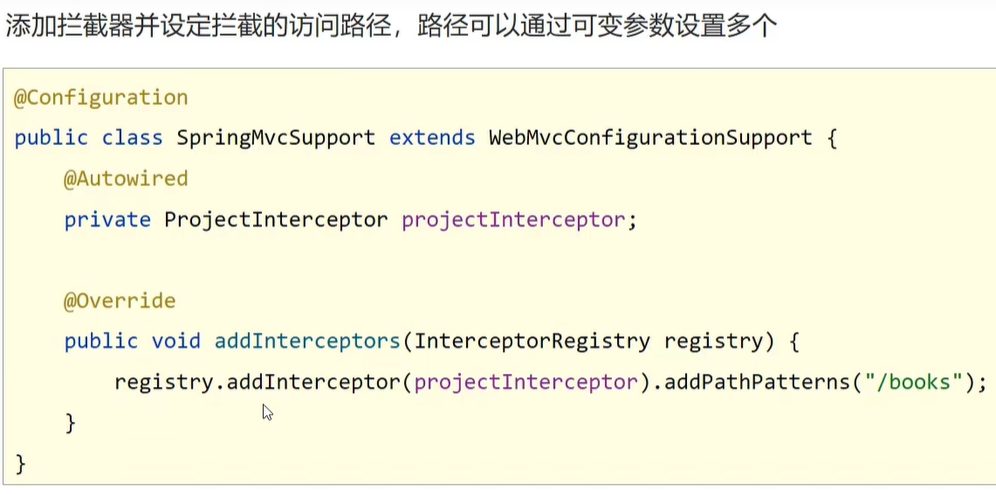 添加拦截器并设定拦截的访问路径，路径可以通过可变参数设置多个
@Configuration
public class SpringMvcSupport extends WebMvcConfigurationSupport {
    @Autowired
    private ProjectInterceptor projectInterceptor;

    @Override
    public void addInterceptors(InterceptorRegistry registry) {
        registry.addInterceptor(projectInterceptor).addPathPatterns("/books");
    }
}